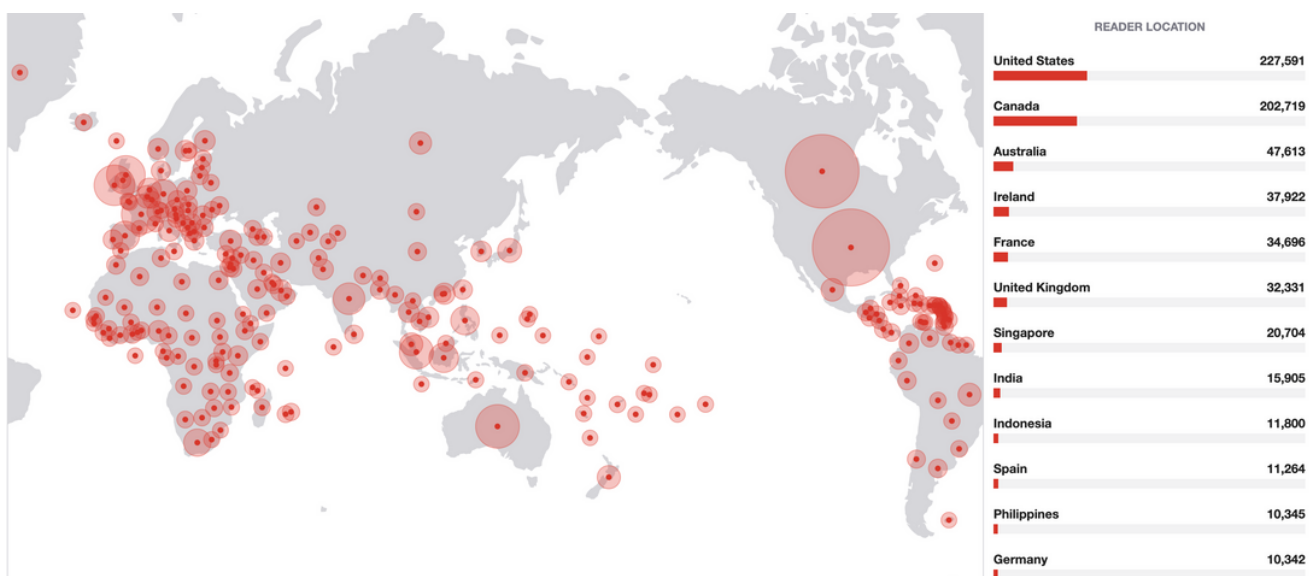 READER LOCATION
United States 227,591
Canada 202,719
Australia 47,613
Ireland 37,922
France 34,696
United Kingdom 32,331
Singapore 20,704
India 15,905
Indonesia 11,800
Spain 11,264
Philippines 10,345
Germany 10,342